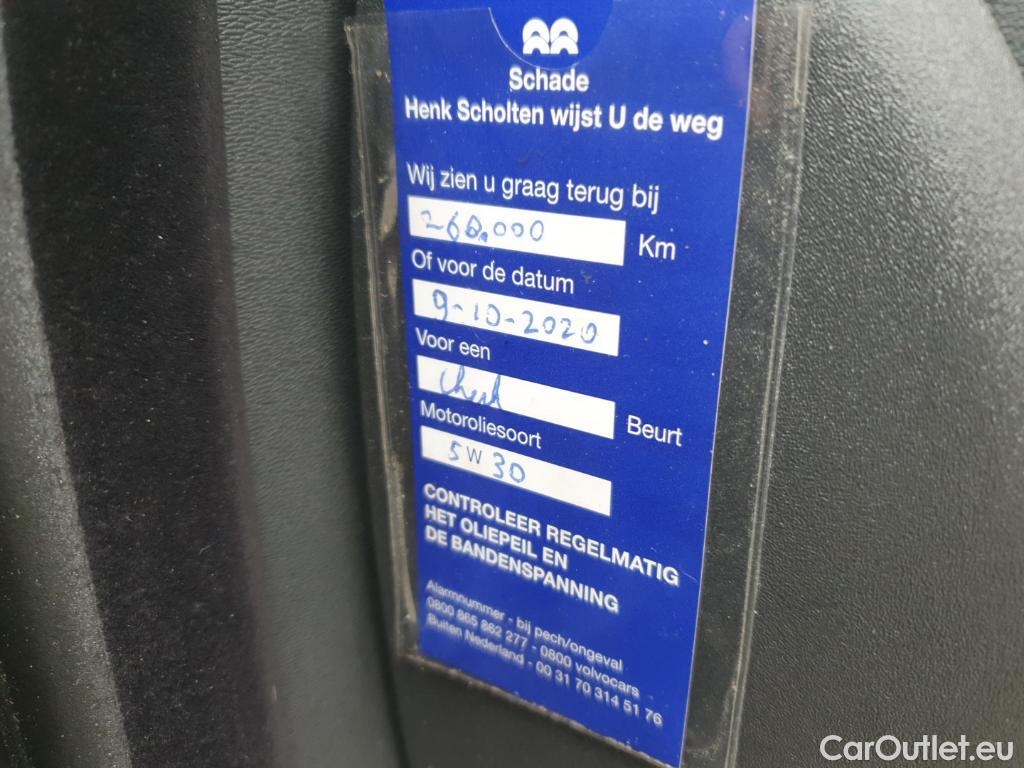 Schade
Henk Scholten wijst U de weg
Wij zien u graag terug bij
260.000 Km
Of voor de datum
9-10-2020
Voor een
Beurt
Motoroliesoort
5W30
CONTROLEER REGELMATIG
HET OLIEPEIL EN
DE BANDENSPANNING
Alarmnummer - bij pech/ongeval
0800 865 862 277 - 0800 volvocars
Buiten Nederland - 00 31 70 314 51 76
CarOutlet.eu